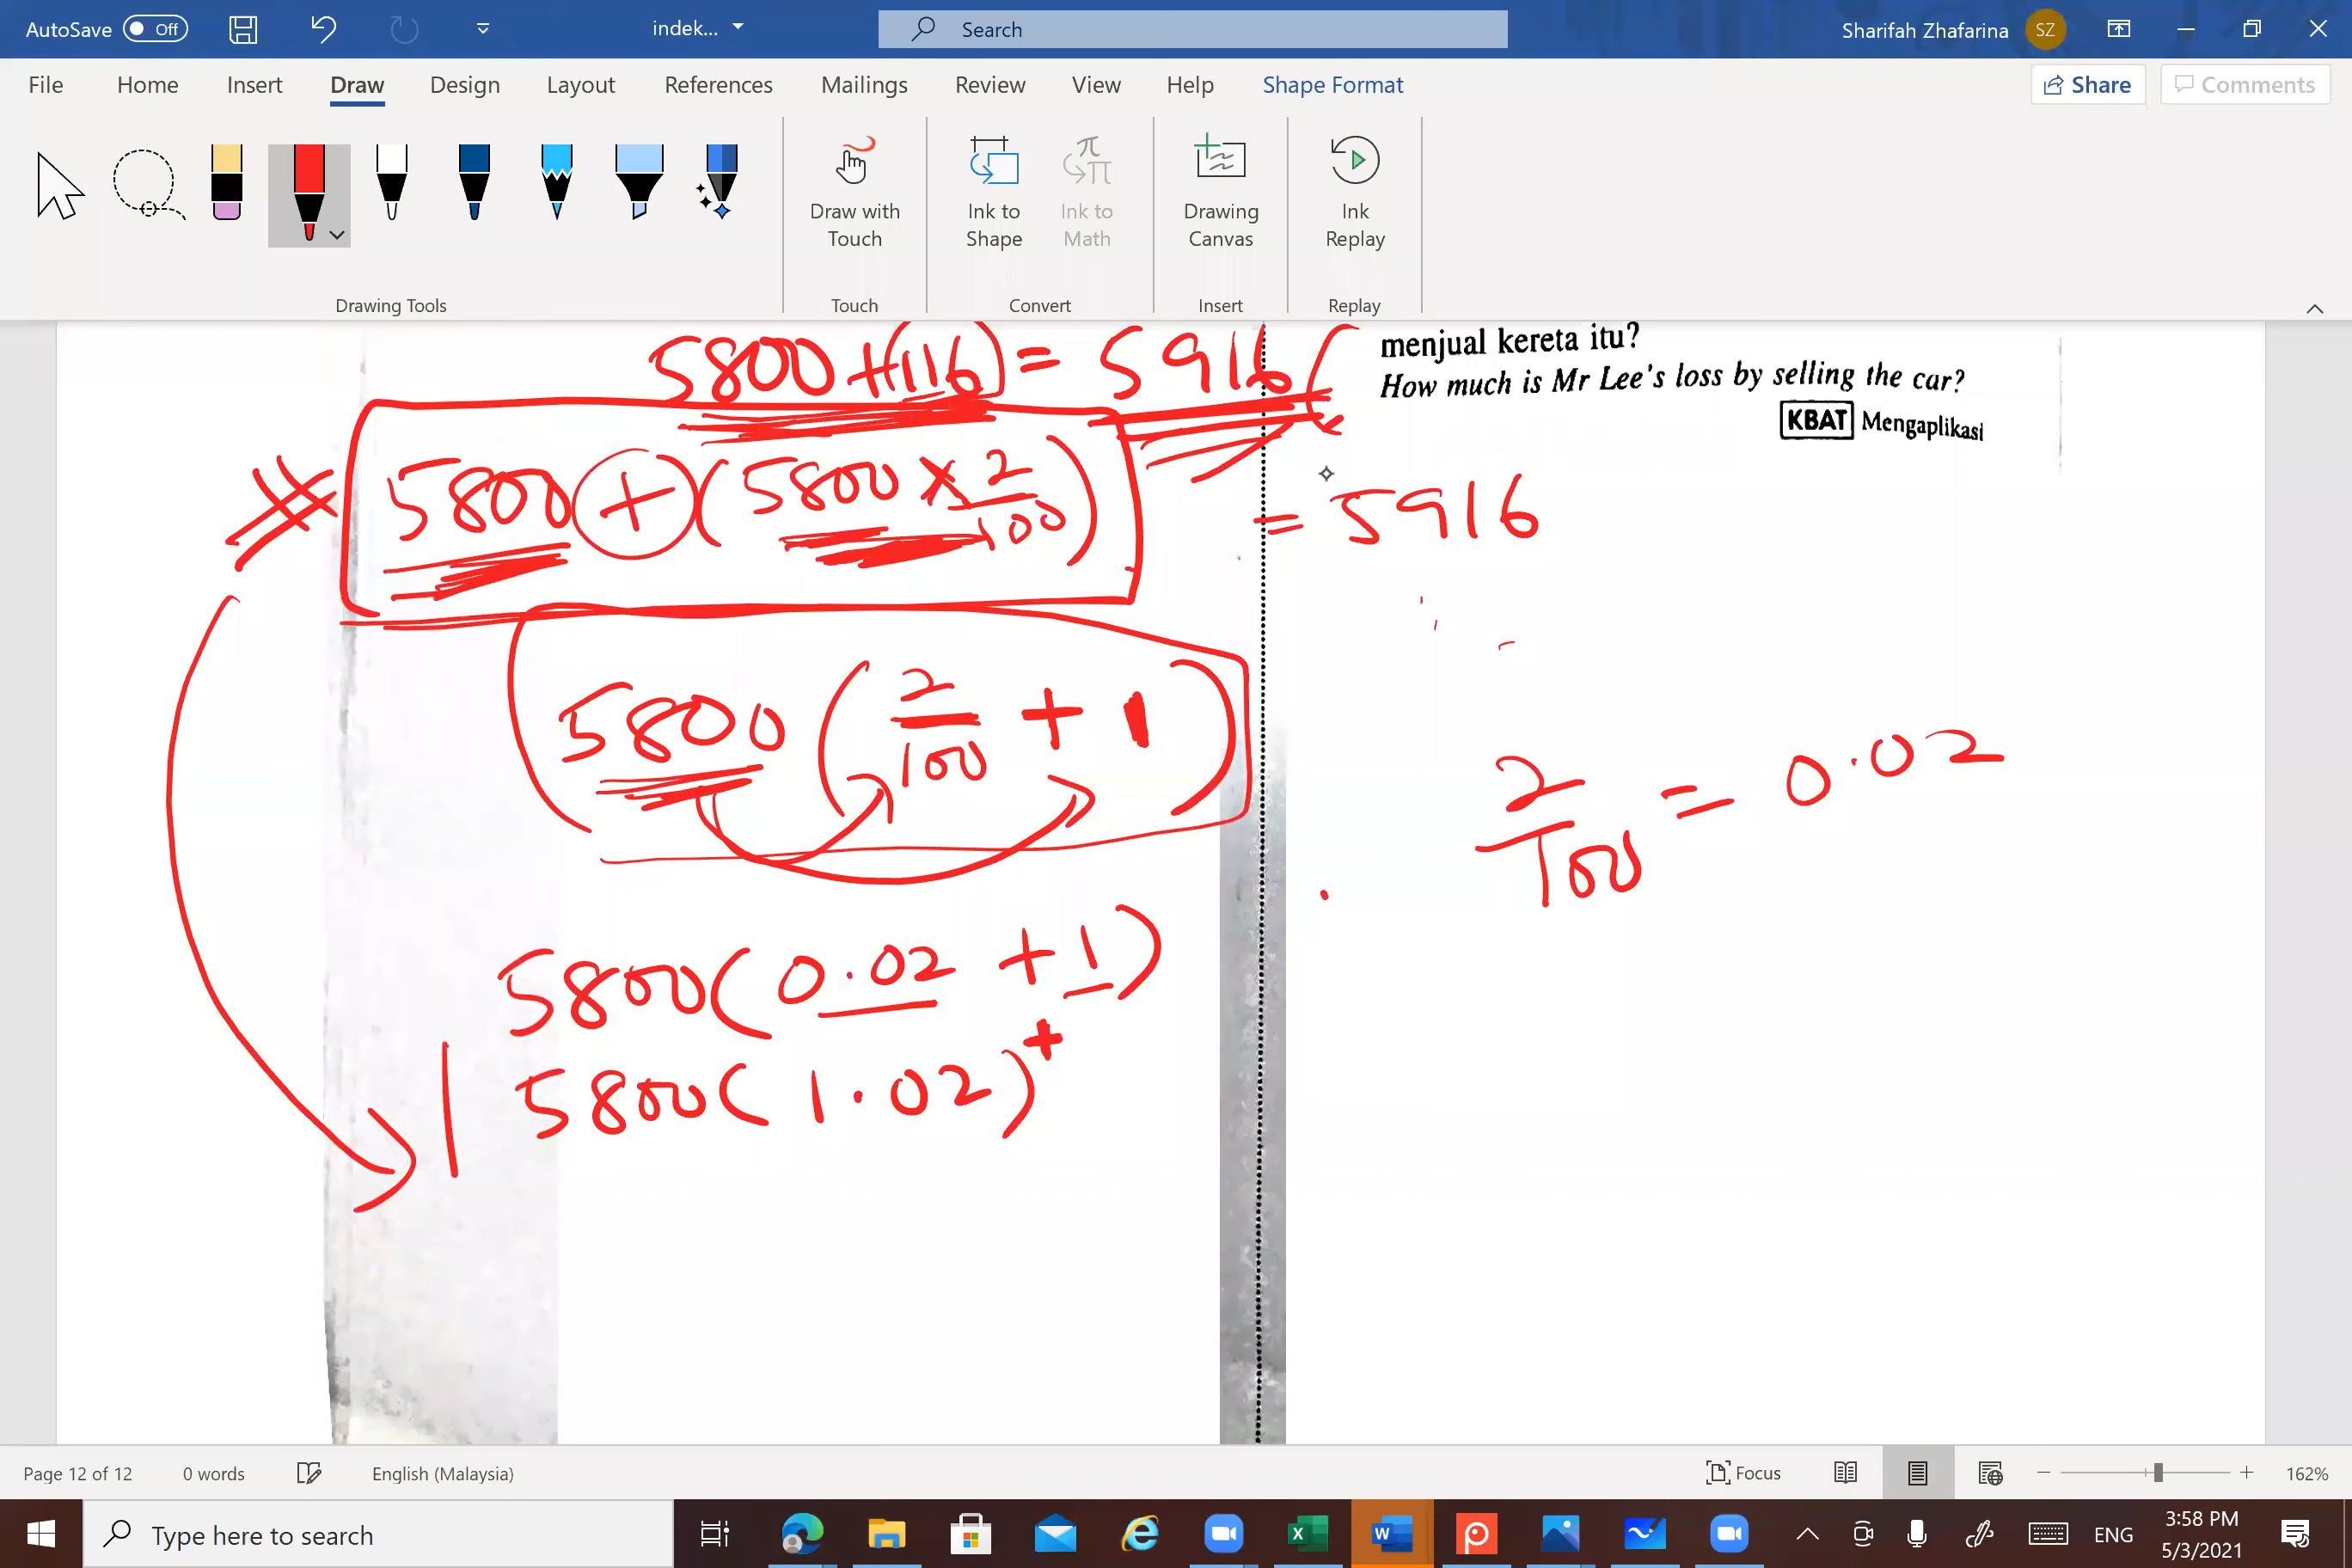 AutoSave Off indek... Search Sharifah Zhafarina SZ
File Home Insert Draw Design Layout References Mailings Review View Help Shape Format Share Comments
Draw with Touch
Ink to Shape
Ink to Math
Drawing Canvas
Ink Replay
Drawing Tools Touch Convert Insert Replay
5800 + (116) = 5916
menjual kereta itu?
How much is Mr Lee's loss by selling the car?
KBAT Mengaplikasi
5800 + (5800 × 2/100) = 5916
5800 (2/100 + 1)
2/100 = 0.02
5800 (0.02 + 1)
5800 (1.02)+
Page 12 of 12 0 words English (Malaysia) Focus 162%
Type here to search ENG 3:58 PM
5/3/2021